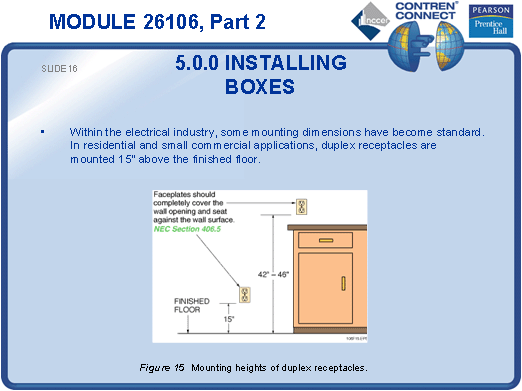 MODULE 26106, Part 2
nccer
CONTREN
CONNECT
PEARSON
Prentice
Hall
SLIDE 16
5.0.0 INSTALLING
BOXES
• Within the electrical industry, some mounting dimensions have become standard.
In residential and small commercial applications, duplex receptacles are
mounted 15" above the finished floor.
Faceplates should
completely cover the
wall opening and seat
against the wall surface.
NEC Section 406.5
42" – 46"
FINISHED
FLOOR
15"
Figure 15 Mounting heights of duplex receptacles.